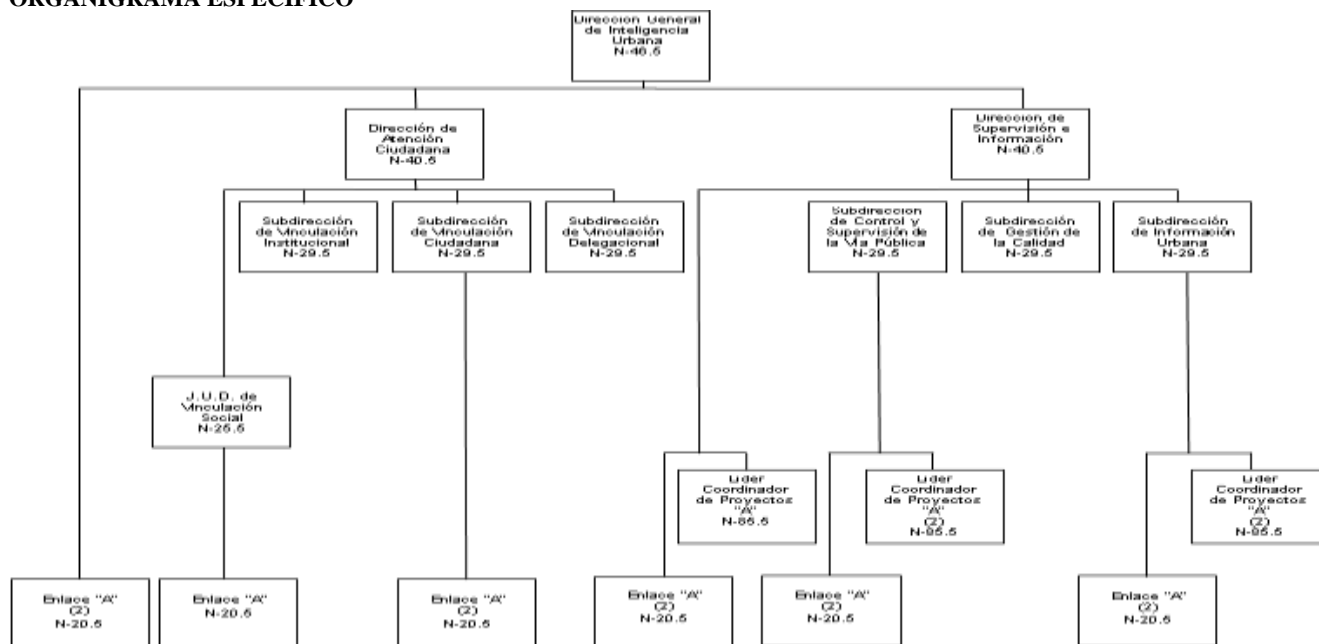 ORGANIGRAMA ESPECÍFICO
Dirección General
de Inteligencia
Urbana
N-46.5
Dirección de
Atención
Ciudadana
N-40.5
Dirección de
Supervisión e
Información
N-40.5
Subdirección
de Vinculación
Institucional
N-29.5
Subdirección
de Vinculación
Ciudadana
N-29.5
Subdirección
de Vinculación
Delegacional
N-29.5
Subdirección
de Control y
Supervisión de
la Vía Pública
N-29.5
Subdirección
de Gestión de
la Calidad
N-29.5
Subdirección
de Información
Urbana
N-29.5
J.U.D. de
Vinculación
Social
N-25.5
Líder
Coordinador
de Proyectos
"A"
N-85.5
Líder
Coordinador
de Proyectos
"A"
(2)
N-85.5
Líder
Coordinador
de Proyectos
"A"
(2)
N-85.5
Enlace "A"
(2)
N-20.5
Enlace "A"
N-20.5
Enlace "A"
(2)
N-20.5
Enlace "A"
(2)
N-20.5
Enlace "A"
(2)
N-20.5
Enlace "A"
(2)
N-20.5